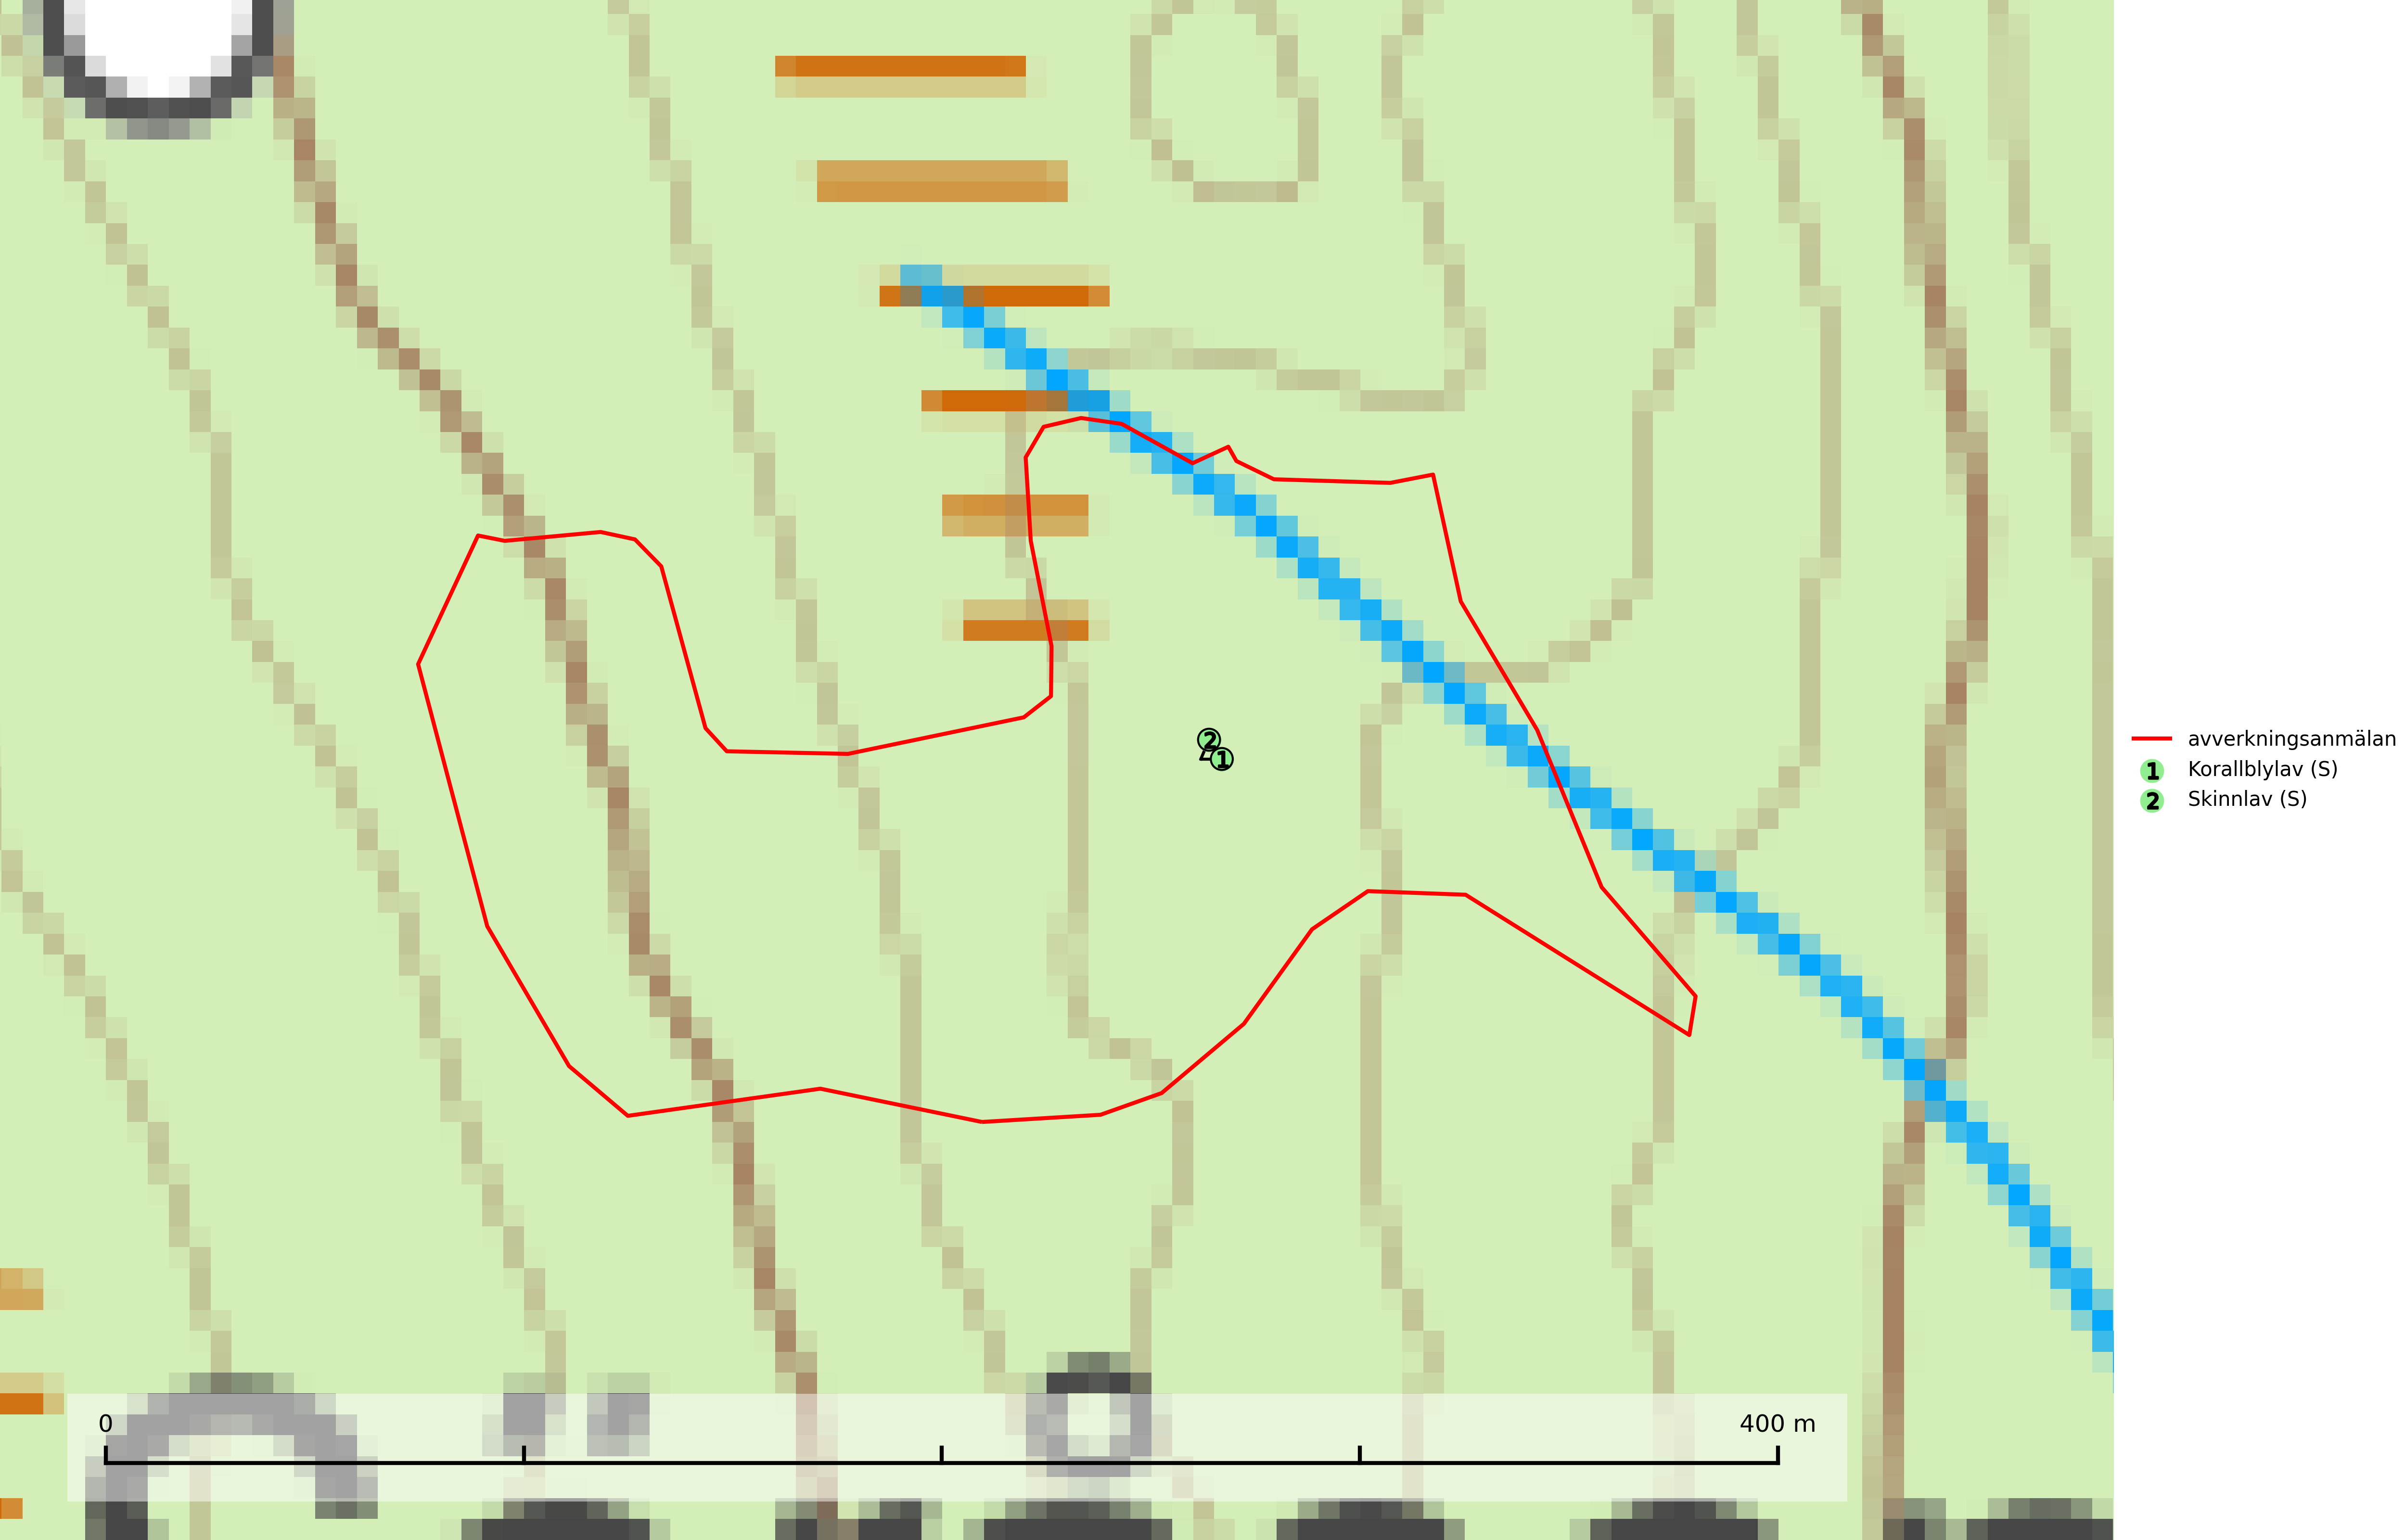 2
1
avverkningsanmälan
1 Korallblylav (S)
2 Skinnlav (S)
0 400 m